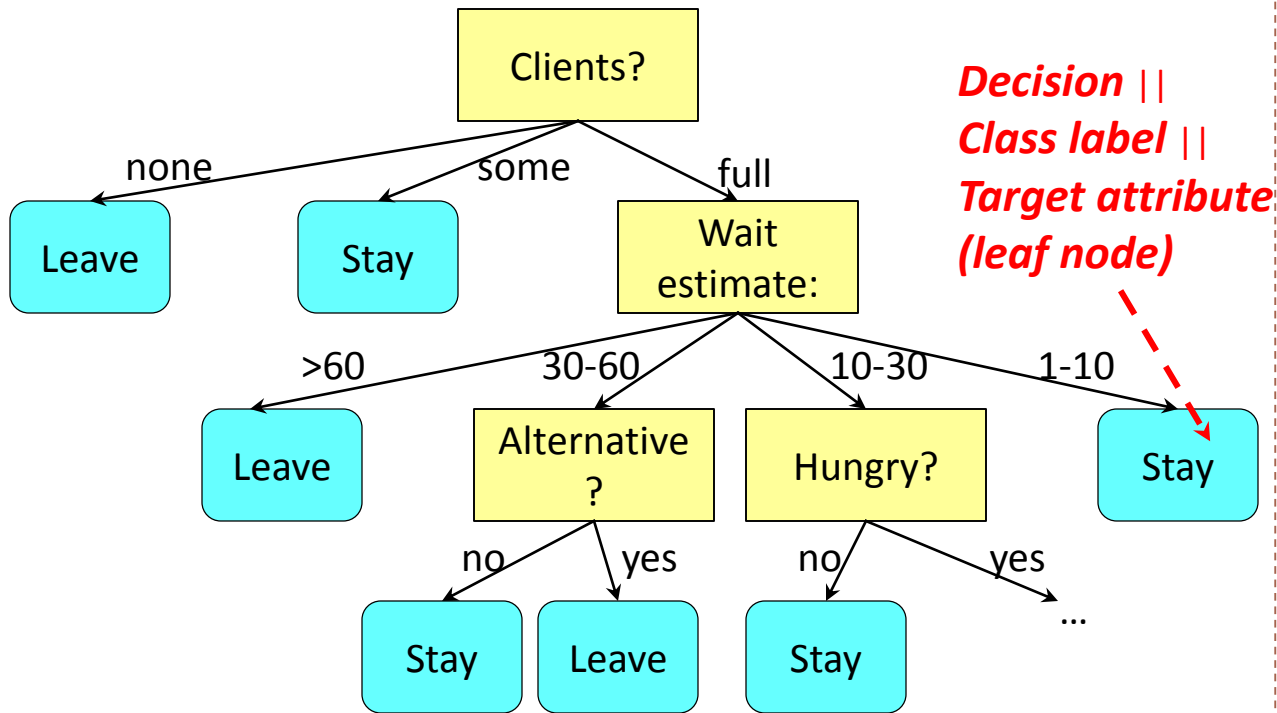 Clients?
Decision ||
Class label ||
Target attribute
(leaf node)
none
some
full
Leave
Stay
Wait
estimate:
>60
30-60
10-30
1-10
Leave
Alternative
?
Hungry?
Stay
no
yes
no
yes
Stay
Leave
Stay
...